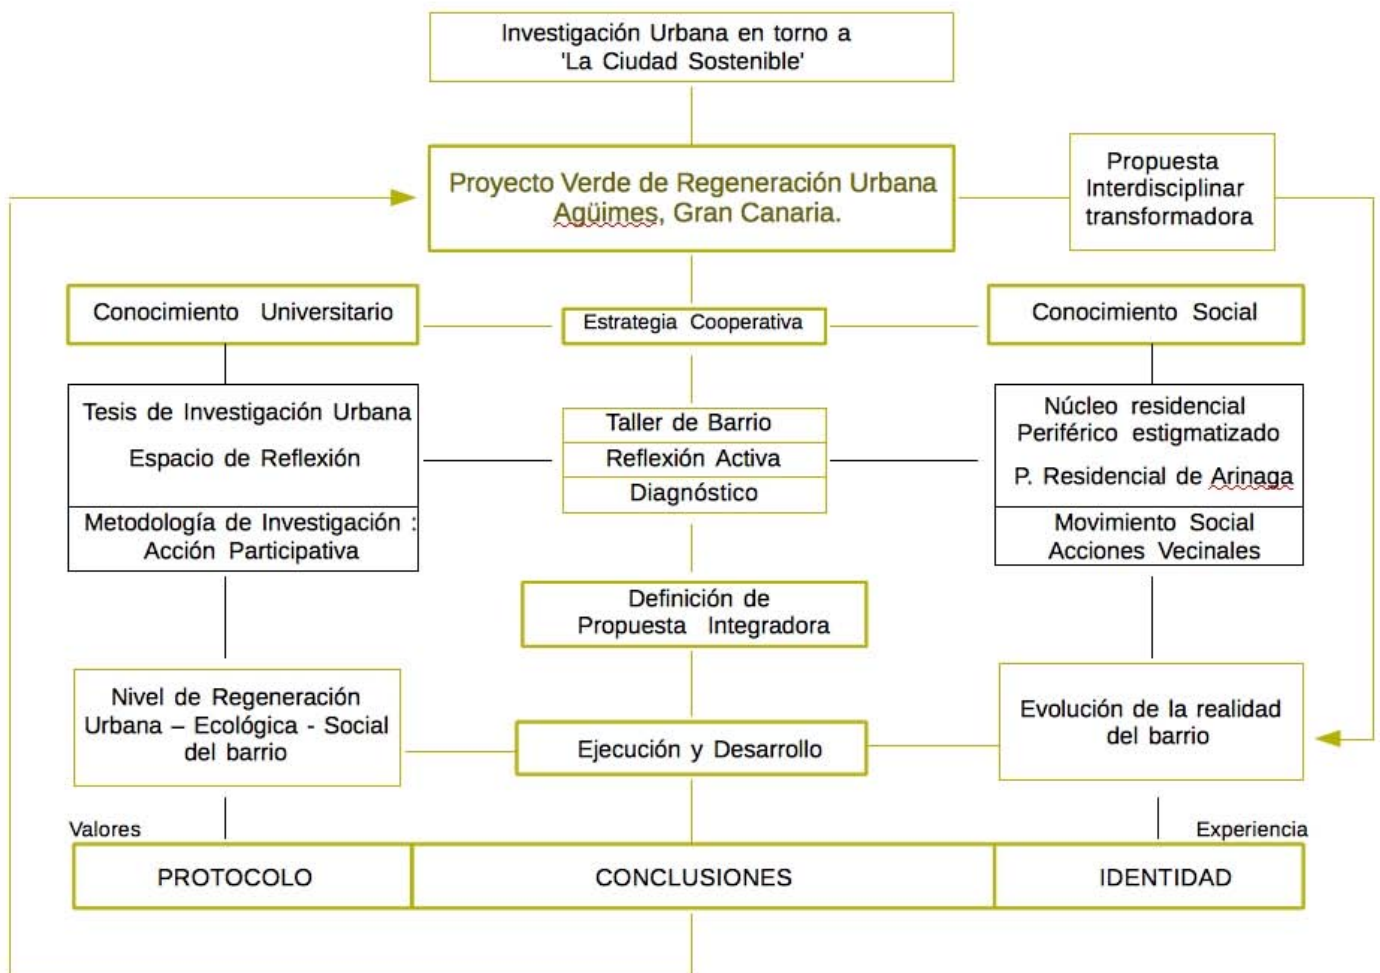 Investigación Urbana en torno a
'La Ciudad Sostenible'
Proyecto Verde de Regeneración Urbana
Agüimes, Gran Canaria.
Propuesta
Interdisciplinar
transformadora
Conocimiento Universitario
Estrategia Cooperativa
Conocimiento Social
Tesis de Investigación Urbana
Espacio de Reflexión
Metodología de Investigación :
Acción Participativa
Taller de Barrio
Reflexión Activa
Diagnóstico
Núcleo residencial
Periférico estigmatizado
P. Residencial de Arinaga
Movimiento Social
Acciones Vecinales
Definición de
Propuesta Integradora
Nivel de Regeneración
Urbana – Ecológica - Social
del barrio
Ejecución y Desarrollo
Evolución de la realidad
del barrio
Valores
Experiencia
PROTOCOLO
CONCLUSIONES
IDENTIDAD